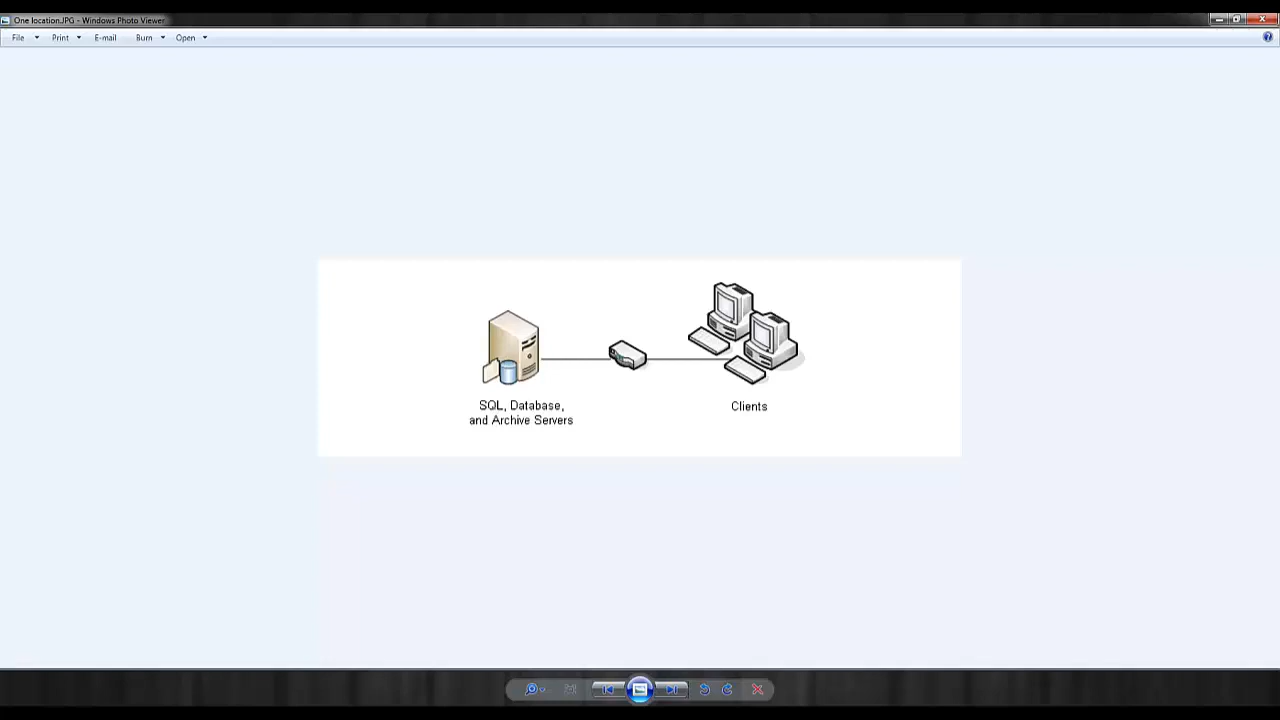 One location.JPG - Windows Photo Viewer
File Print E-mail Burn Open
SQL, Database,
and Archive Servers
Clients